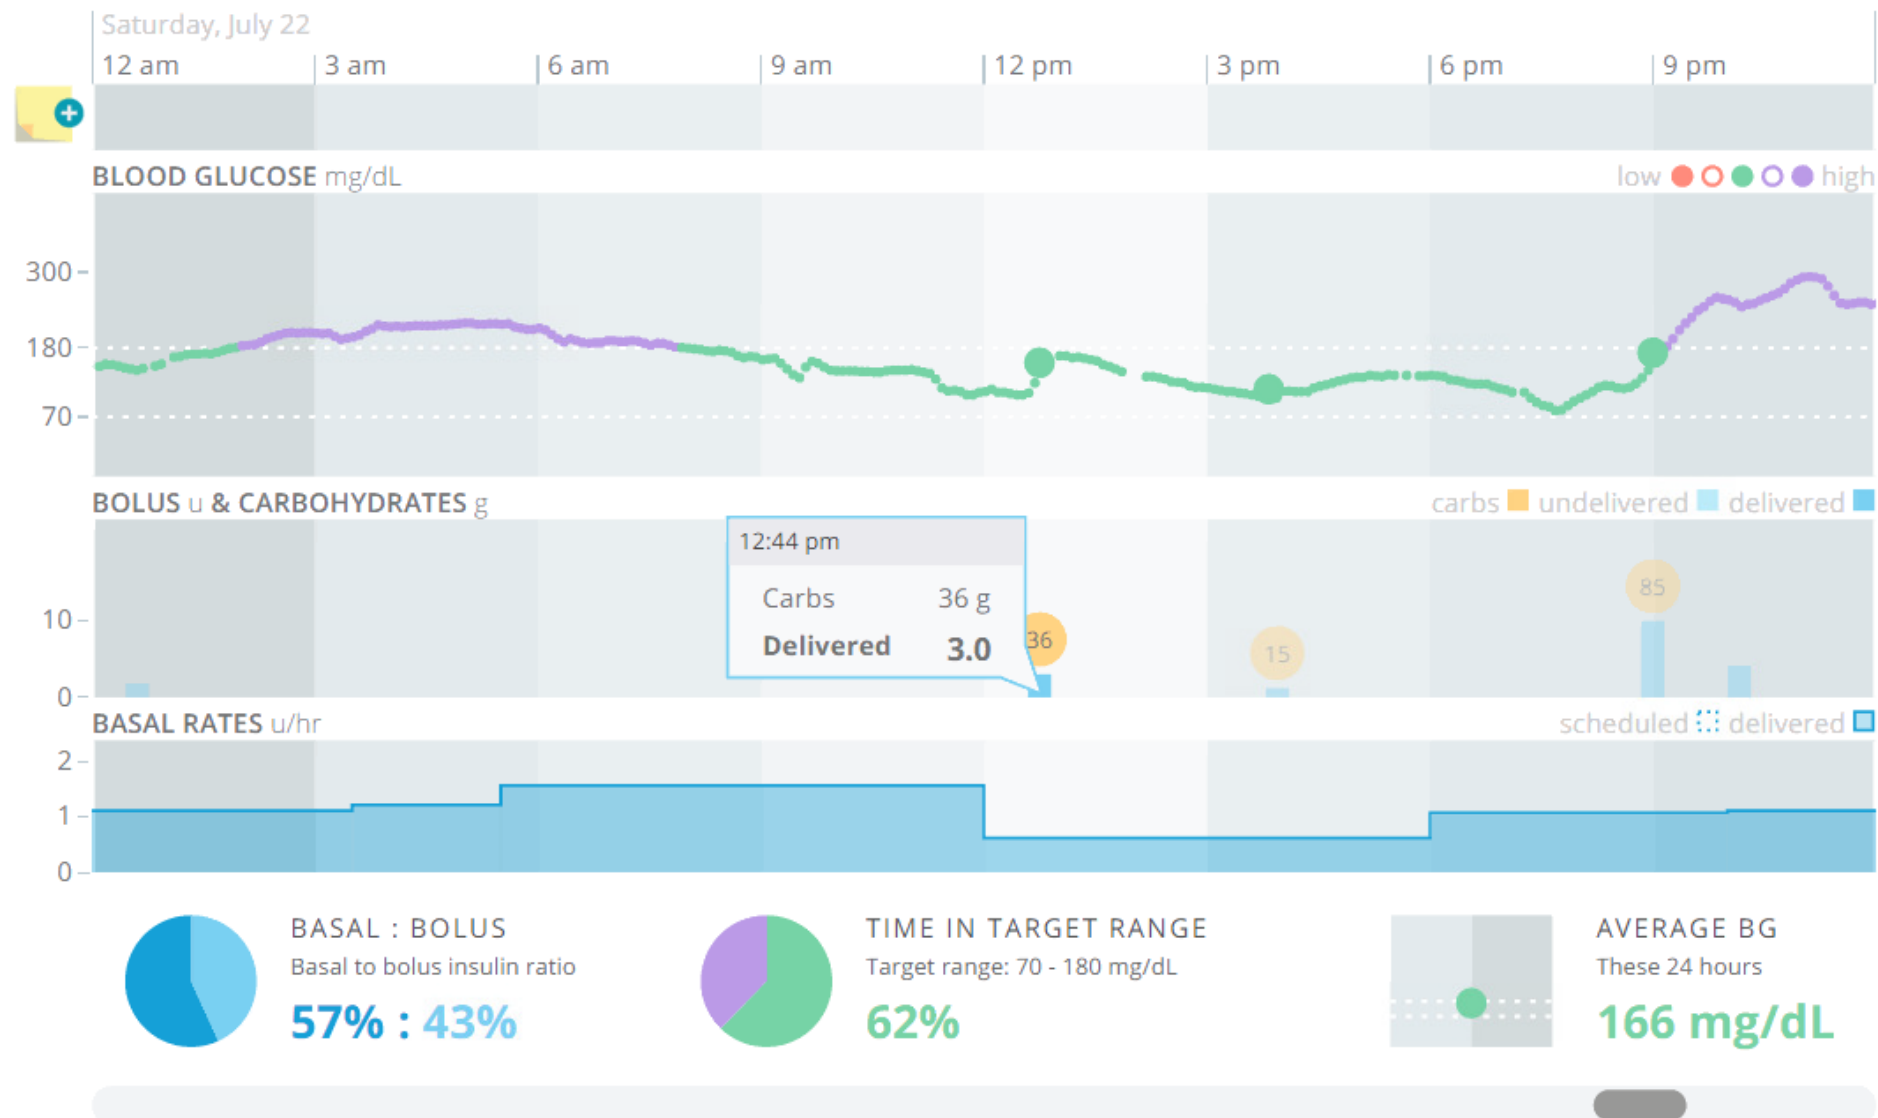 Saturday, July 22
12 am 3 am 6 am 9 am 12 pm 3 pm 6 pm 9 pm
BLOOD GLUCOSE mg/dL low high
300
180
70
BOLUS u & CARBOHYDRATES g carbs undelivered delivered
12:44 pm
Carbs 36 g
Delivered 3.0
85
36
15
10
0
BASAL RATES u/hr scheduled delivered
2
1
0
BASAL : BOLUS
Basal to bolus insulin ratio
57% : 43%
TIME IN TARGET RANGE
Target range: 70 - 180 mg/dL
62%
AVERAGE BG
These 24 hours
166 mg/dL